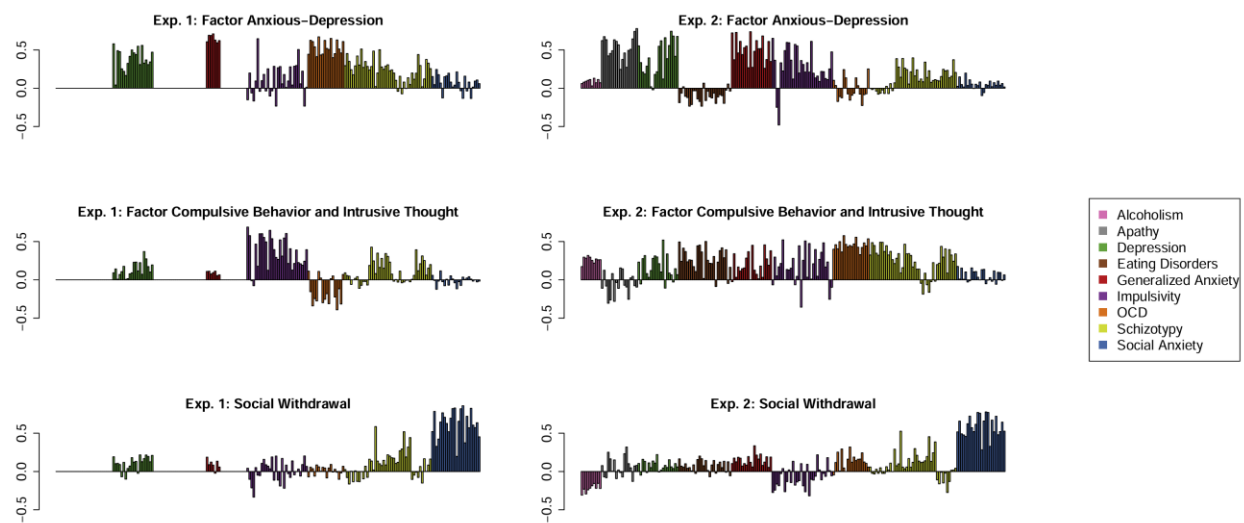 Exp. 1: Factor Anxious−Depression
0.5
0.0
−0.5
Exp. 2: Factor Anxious−Depression
0.5
0.0
−0.5
Exp. 1: Factor Compulsive Behavior and Intrusive Thought
0.5
0.0
−0.5
Exp. 2: Factor Compulsive Behavior and Intrusive Thought
0.5
0.0
−0.5
Alcoholism
Apathy
Depression
Eating Disorders
Generalized Anxiety
Impulsivity
OCD
Schizotypy
Social Anxiety
Exp. 1: Social Withdrawal
0.5
0.0
−0.5
Exp. 2: Social Withdrawal
0.5
0.0
−0.5